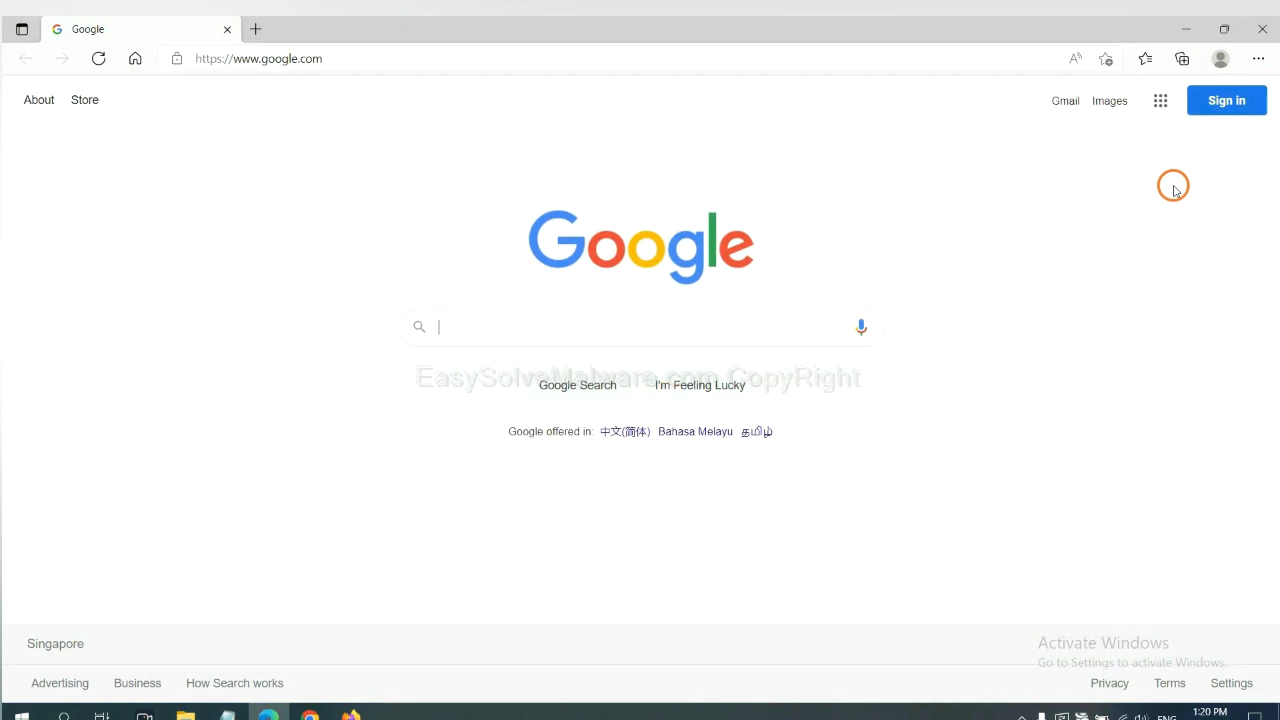 Google
https://www.google.com
About Store
Gmail Images Sign in
Google
EasySolveMalware.com CopyRight
Google Search I'm Feeling Lucky
Google offered in: 中文(简体) Bahasa Melayu தமிழ்
Singapore
Activate Windows
Go to Settings to activate Windows.
Advertising Business How Search works
Privacy Terms Settings
ENG
1:20 PM